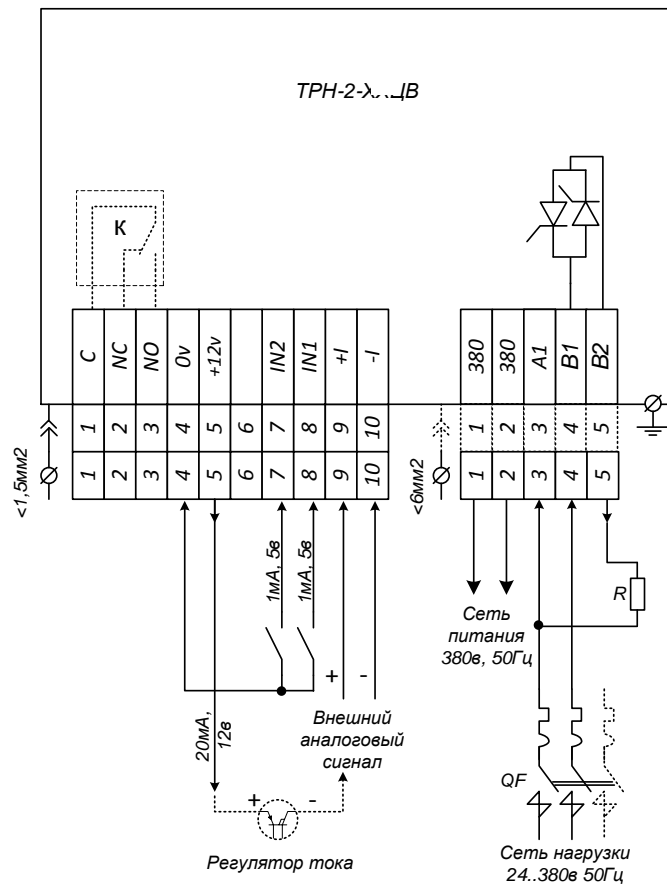 К
C
NC
NO
0v
+12v
IN2
IN1
+I
-I
380
380
A1
B1
B2
1
2
3
4
5
6
7
8
9
10
1
2
3
4
5
1
2
3
4
5
6
7
8
9
10
1
2
3
4
5
<1,5мм2
<6мм2
1мА, 5в
1мА, 5в
R
Сеть
питания
380в, 50Гц
+
-
20мА,
12в
Внешний
аналоговый
сигнал
QF
+
-
Регулятор тока
Сеть нагрузки
24..380в 50Гц